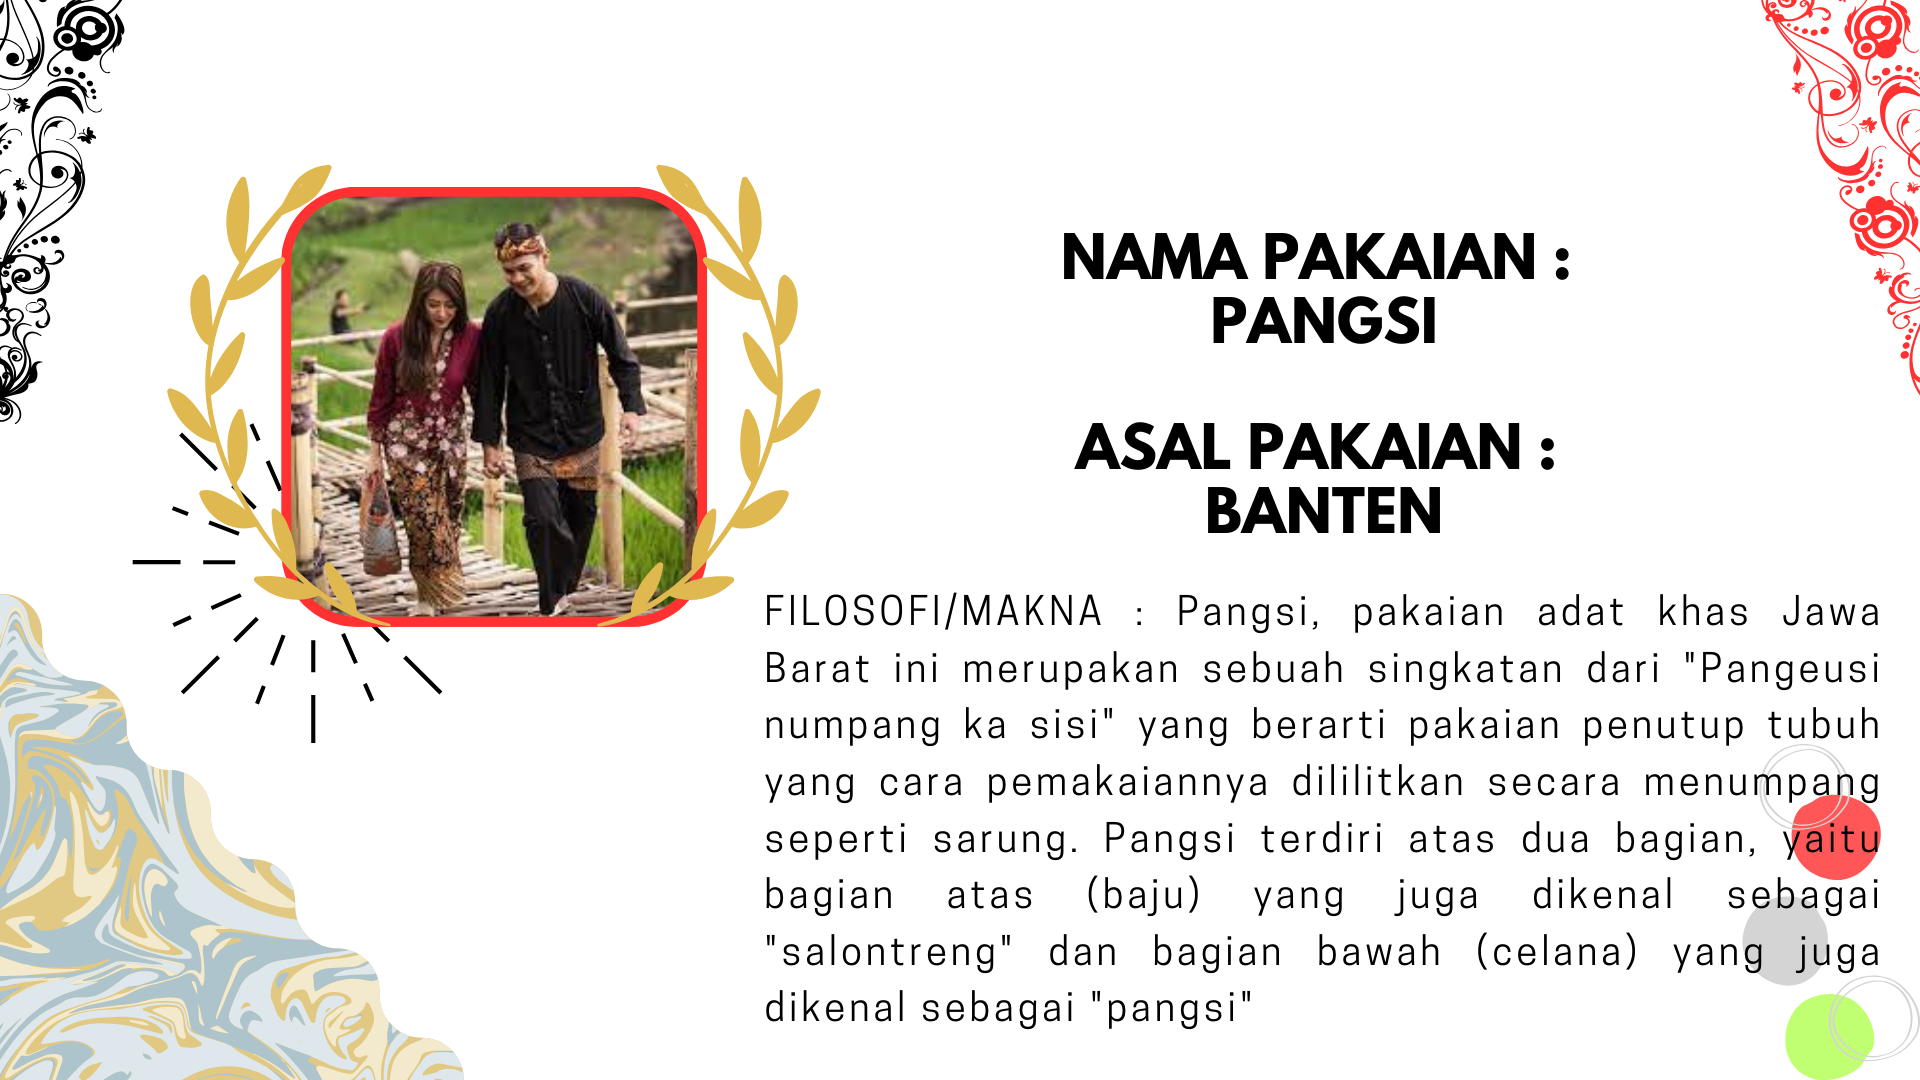 NAMA PAKAIAN :
PANGSI
ASAL PAKAIAN :
BANTEN
FILOSOFI/MAKNA : Pangsi, pakaian adat khas Jawa
Barat ini merupakan sebuah singkatan dari "Pangeusi
numpang ka sisi" yang berarti pakaian penutup tubuh
yang cara pemakaiannya dililitkan secara menumpang
seperti sarung. Pangsi terdiri atas dua bagian, yaitu
bagian atas (baju) yang juga dikenal sebagai
"salontreng" dan bagian bawah (celana) yang juga
dikenal sebagai "pangsi"